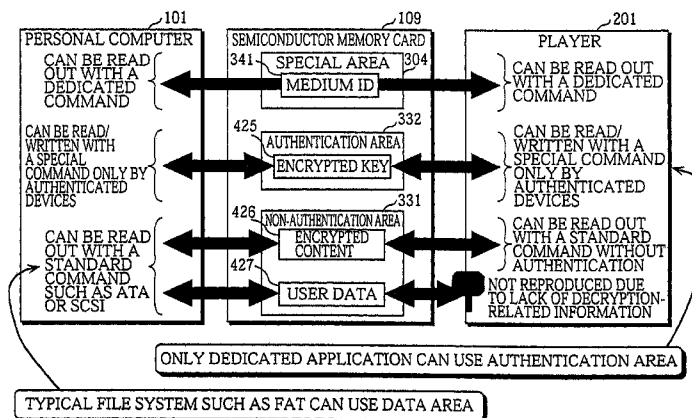 101
109
201
PERSONAL COMPUTER
SEMICONDUCTOR MEMORY CARD
PLAYER
CAN BE READ
OUT WITH A
DEDICATED
COMMAND
341
SPECIAL AREA
304
MEDIUM ID
CAN BE READ OUT
WITH A DEDICATED
COMMAND
CAN BE READ/
WRITTEN WITH
A SPECIAL
COMMAND ONLY BY
AUTHENTICATED
DEVICES
425
332
AUTHENTICATION AREA
ENCRYPTED KEY
CAN BE READ/
WRITTEN WITH A
SPECIAL COMMAND
ONLY BY
AUTHENTICATED
DEVICES
CAN BE READ
OUT WITH A
STANDARD
COMMAND
SUCH AS ATA
OR SCSI
331
NON-AUTHENTICATION AREA
426
ENCRYPTED
CONTENT
427
USER DATA
CAN BE READ OUT
WITH A STANDARD
COMMAND WITHOUT
AUTHENTICATION
NOT REPRODUCED DUE
TO LACK OF DECRYPTION-
RELATED INFORMATION
ONLY DEDICATED APPLICATION CAN USE AUTHENTICATION AREA
TYPICAL FILE SYSTEM SUCH AS FAT CAN USE DATA AREA